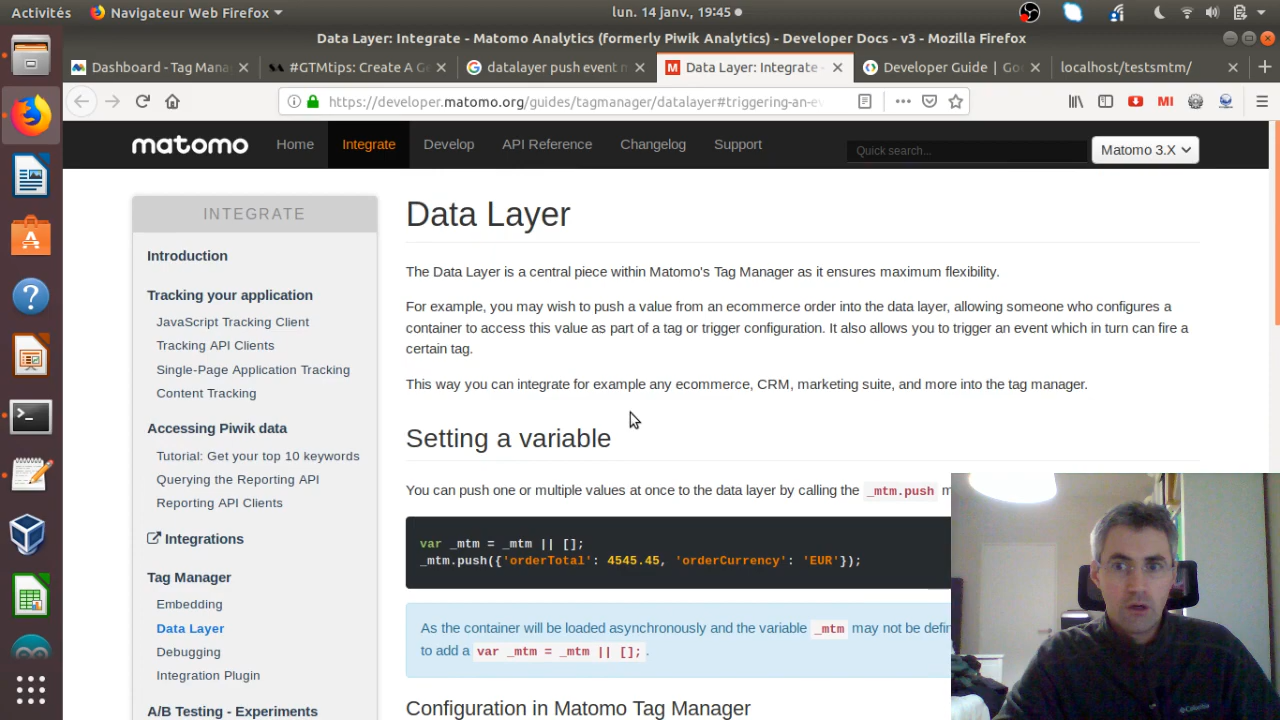 Activités Navigateur Web Firefox lun. 14 janv., 19:45
Data Layer: Integrate - Matomo Analytics (formerly Piwik Analytics) - Developer Docs - v3 - Mozilla Firefox
Dashboard - Tag Mana #GTMtips: Create A G datalayer push event m Data Layer: Integrate - Developer Guide | Go localhost/testsmtm/
https://developer.matomo.org/guides/tagmanager/datalayer#triggering-an-ev
matomo Home Integrate Develop API Reference Changelog Support Quick search... Matomo 3.X
INTEGRATE
Introduction
Tracking your application
JavaScript Tracking Client
Tracking API Clients
Single-Page Application Tracking
Content Tracking
Accessing Piwik data
Tutorial: Get your top 10 keywords
Querying the Reporting API
Reporting API Clients
Integrations
Tag Manager
Embedding
Data Layer
Debugging
Integration Plugin
A/B Testing - Experiments
Data Layer
The Data Layer is a central piece within Matomo's Tag Manager as it ensures maximum flexibility.
For example, you may wish to push a value from an ecommerce order into the data layer, allowing someone who configures a
container to access this value as part of a tag or trigger configuration. It also allows you to trigger an event which in turn can fire a
certain tag.
This way you can integrate for example any ecommerce, CRM, marketing suite, and more into the tag manager.
Setting a variable
You can push one or multiple values at once to the data layer by calling the _mtm.push m
var _mtm = _mtm || [];
_mtm.push({'orderTotal': 4545.45, 'orderCurrency': 'EUR'});
As the container will be loaded asynchronously and the variable _mtm may not be defin
to add a var _mtm = _mtm || []; .
Configuration in Matomo Tag Manager